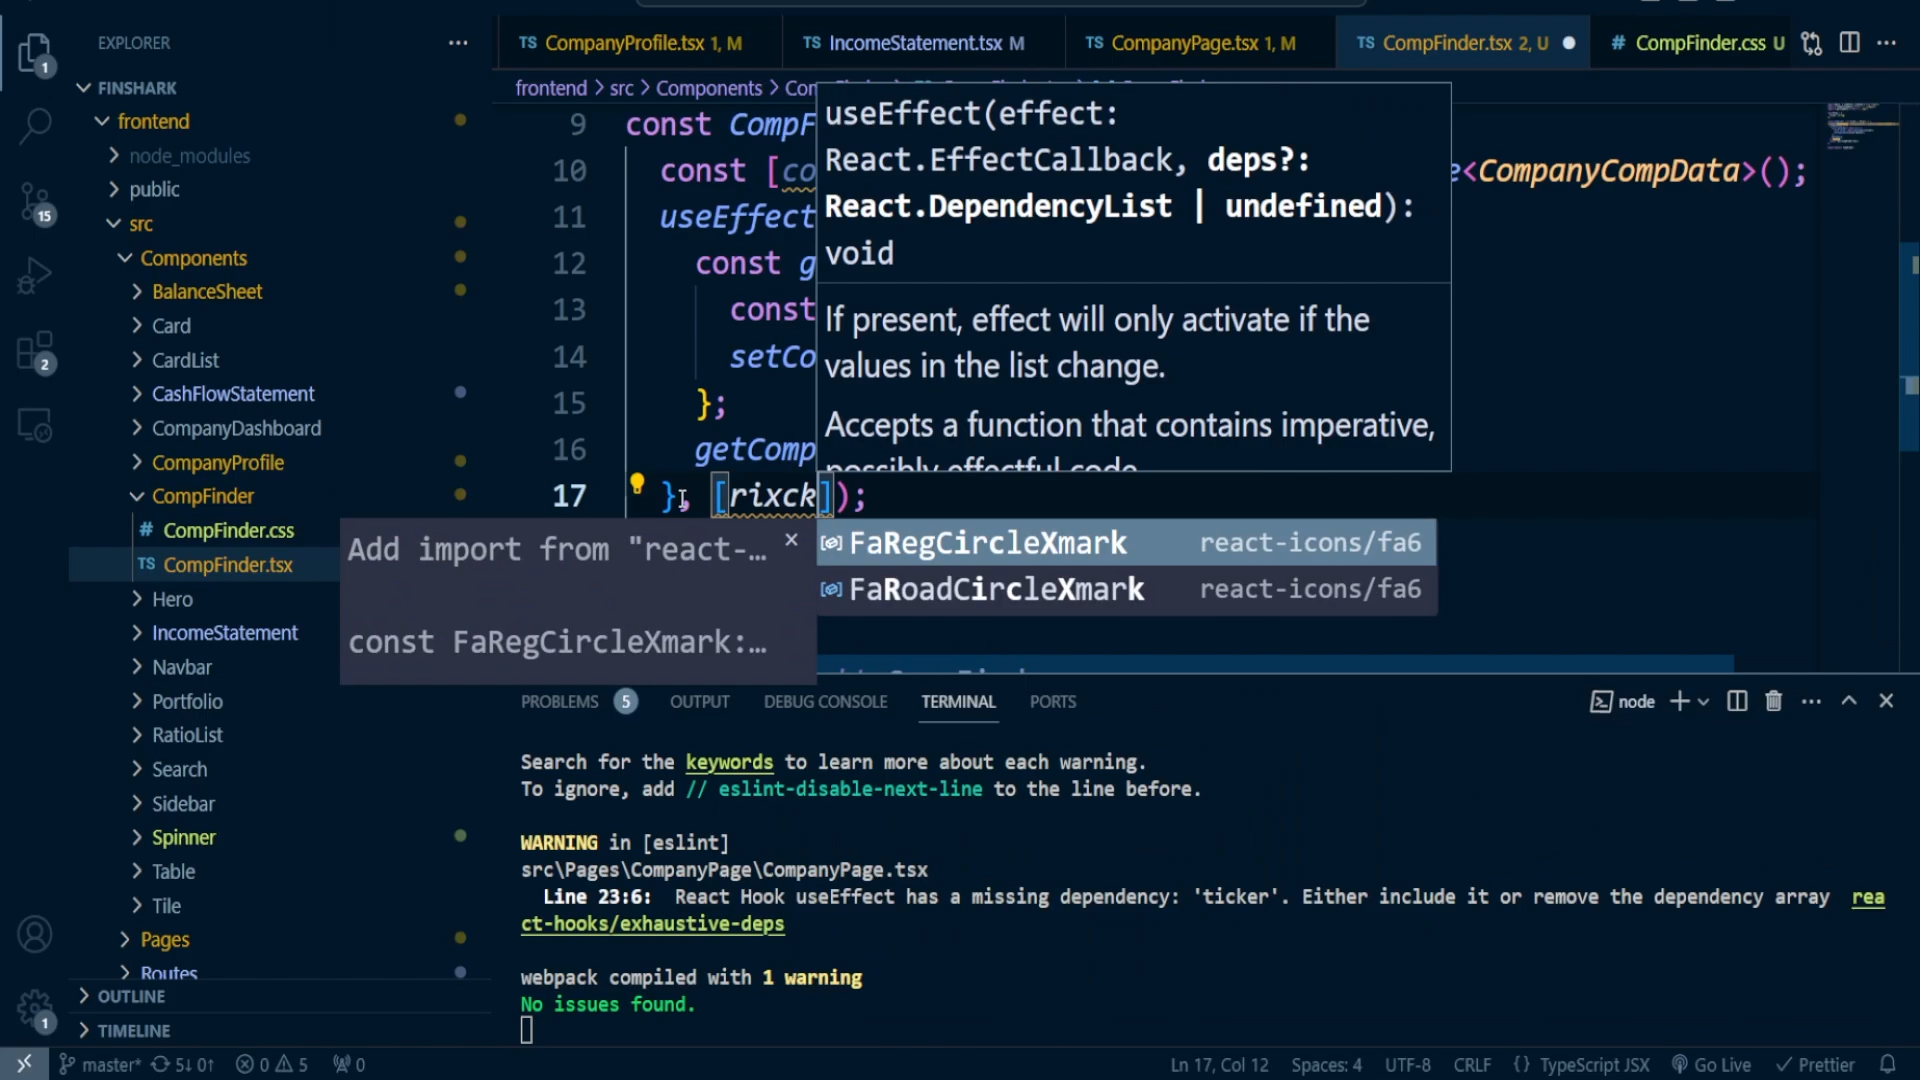 EXPLORER
TS CompanyProfile.tsx 1, M
TS IncomeStatement.tsx M
TS CompanyPage.tsx 1, M
TS CompFinder.tsx 2, U
# CompFinder.css U
FINSHARK
frontend
node_modules
public
src
Components
BalanceSheet
Card
CardList
CashFlowStatement
CompanyDashboard
CompanyProfile
CompFinder
# CompFinder.css
TS CompFinder.tsx
Hero
IncomeStatement
Navbar
Portfolio
RatioList
Search
Sidebar
Spinner
Table
Tile
Pages
Routes
OUTLINE
TIMELINE
1
15
2
1
frontend > src > Components > Con
9 const CompF
10 const [co e<CompanyCompData>();
11 useEffect
12 const g
13 const
14 setCo
15 };
16 getComp
17 }, [rixck]);
useEffect(effect:
React.EffectCallback, deps?:
React.DependencyList | undefined):
void
If present, effect will only activate if the
values in the list change.
Accepts a function that contains imperative,
possibly effectful code
FaRegCircleXmark react-icons/fa6
FaRoadCircleXmark react-icons/fa6
Add import from "react-…
const FaRegCircleXmark:…
PROBLEMS 5 OUTPUT DEBUG CONSOLE TERMINAL PORTS
node
Search for the keywords to learn more about each warning.
To ignore, add // eslint-disable-next-line to the line before.
WARNING in [eslint]
src\Pages\CompanyPage\CompanyPage.tsx
Line 23:6: React Hook useEffect has a missing dependency: 'ticker'. Either include it or remove the dependency array rea
ct-hooks/exhaustive-deps
webpack compiled with 1 warning
No issues found.
master* 5↓ 0↑ 0 5 0
Ln 17, Col 12 Spaces: 4 UTF-8 CRLF {} TypeScript JSX Go Live Prettier